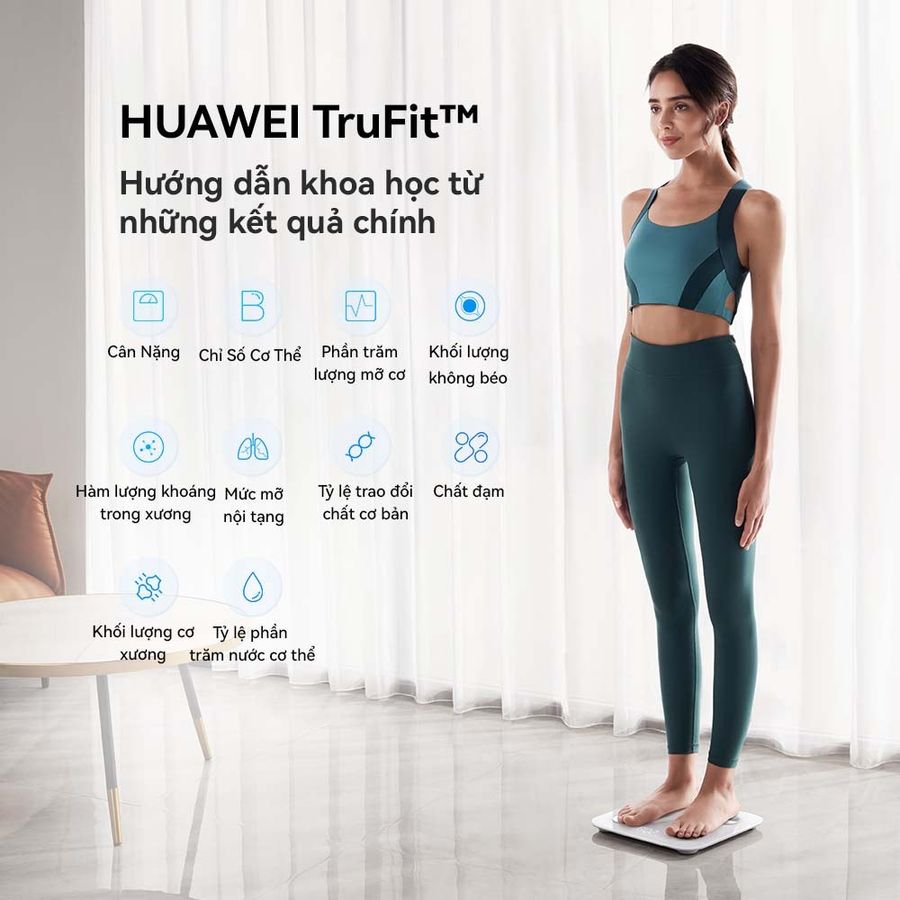 HUAWEI TruFit™
Hướng dẫn khoa học từ
những kết quả chính
Cân Nặng
Chỉ Số Cơ Thể
Phần trăm
lượng mỡ cơ
Khối lượng
không béo
Hàm lượng khoáng
trong xương
Mức mỡ
nội tạng
Tỷ lệ trao đổi
chất cơ bản
Chất đạm
Khối lượng cơ
xương
Tỷ lệ phần
trăm nước cơ thể